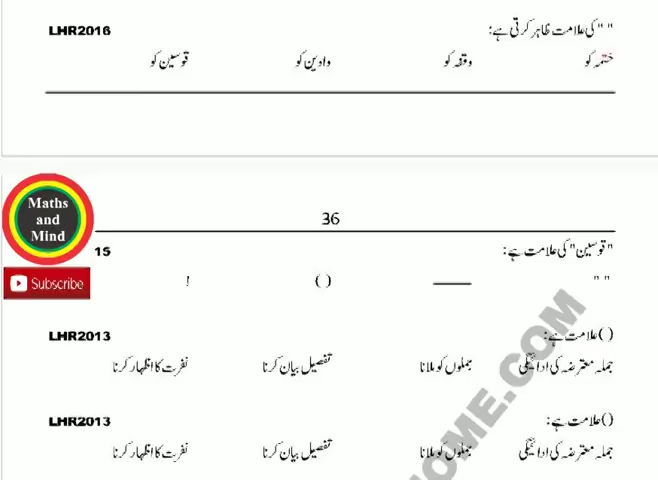 " " کی علامت ظاہر کرتی ہے: LHR2016
ختمہ کو وقفہ کو واوین کو قوسین کو
36
Maths
and
Mind
Subscribe
"قوسین" کی علامت ہے: 15
" " ____ ( ) !
( ) علامت ہے: LHR2013
جملہ معترضہ کی ادائیگی جملوں کو ملانا تفصیل بیان کرنا نفرت کا اظہار کرنا
( ) علامت ہے: LHR2013
جملہ معترضہ کی ادائیگی جملوں کو ملانا تفصیل بیان کرنا نفرت کا اظہار کرنا
OME.COM